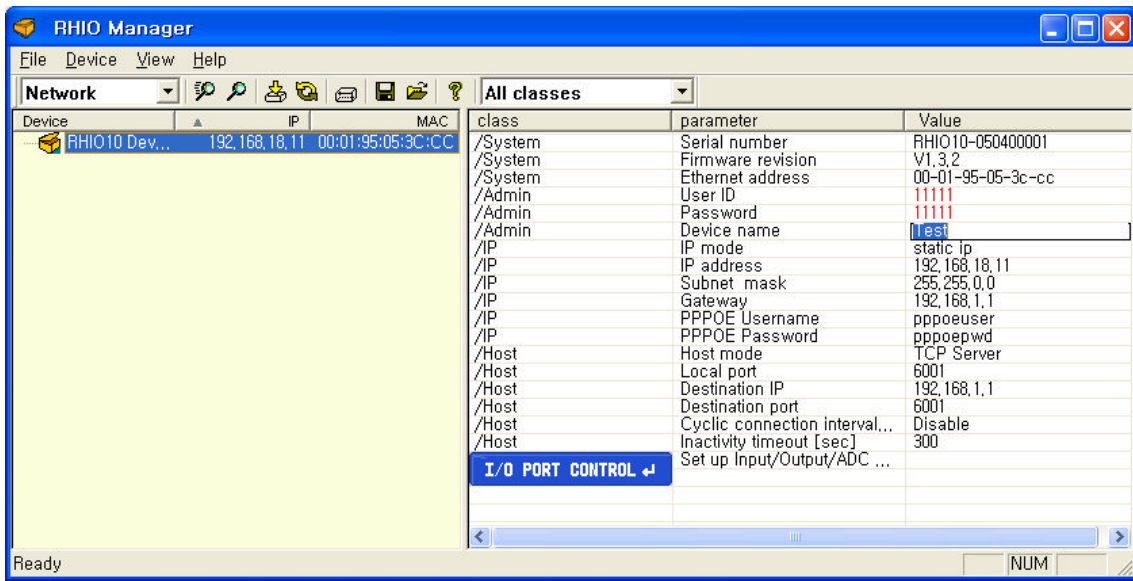 RHIO Manager
File Device View Help
Network All classes
Device IP MAC
RHIO10 Dev... 192,168,18,11 00:01:95:05:3C:CC
class parameter Value
/System Serial number RHIO10-050400001
/System Firmware revision V1,3,2
/System Ethernet address 00-01-95-05-3c-cc
/Admin User ID 11111
/Admin Password 11111
/Admin Device name Test
/IP IP mode static ip
/IP IP address 192,168,18,11
/IP Subnet mask 255,255,0,0
/IP Gateway 192,168,1,1
/IP PPPOE Username pppoeuser
/IP PPPOE Password pppoepwd
/Host Host mode TCP Server
/Host Local port 6001
/Host Destination IP 192,168,1,1
/Host Destination port 6001
/Host Cyclic connection interval... Disable
/Host Inactivity timeout [sec] 300
I/O PORT CONTROL ↵ Set up Input/Output/ADC ...
Ready NUM